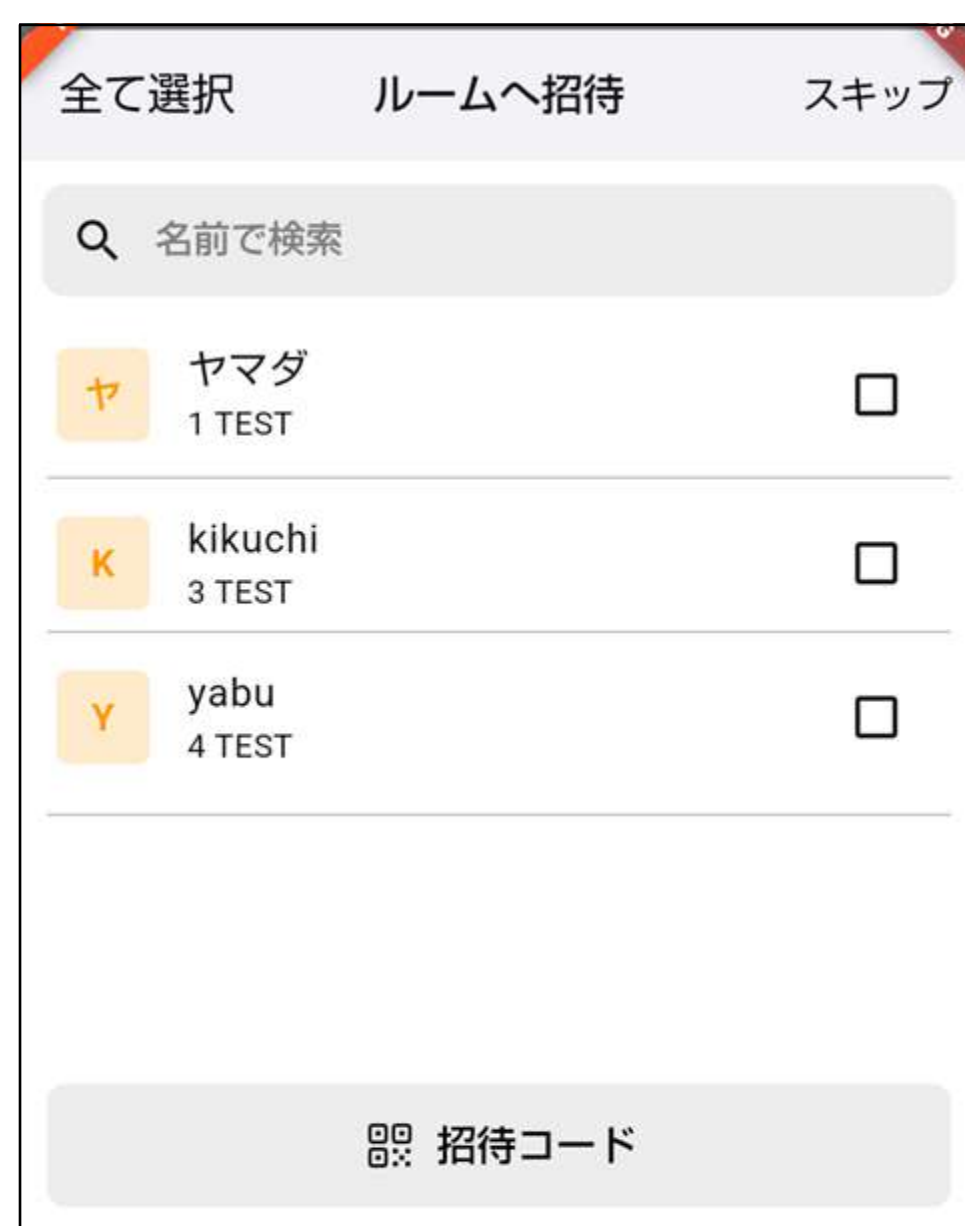 全て選択 ルームへ招待 スキップ
名前で検索
ヤ ヤマダ
1 TEST
K kikuchi
3 TEST
Y yabu
4 TEST
招待コード